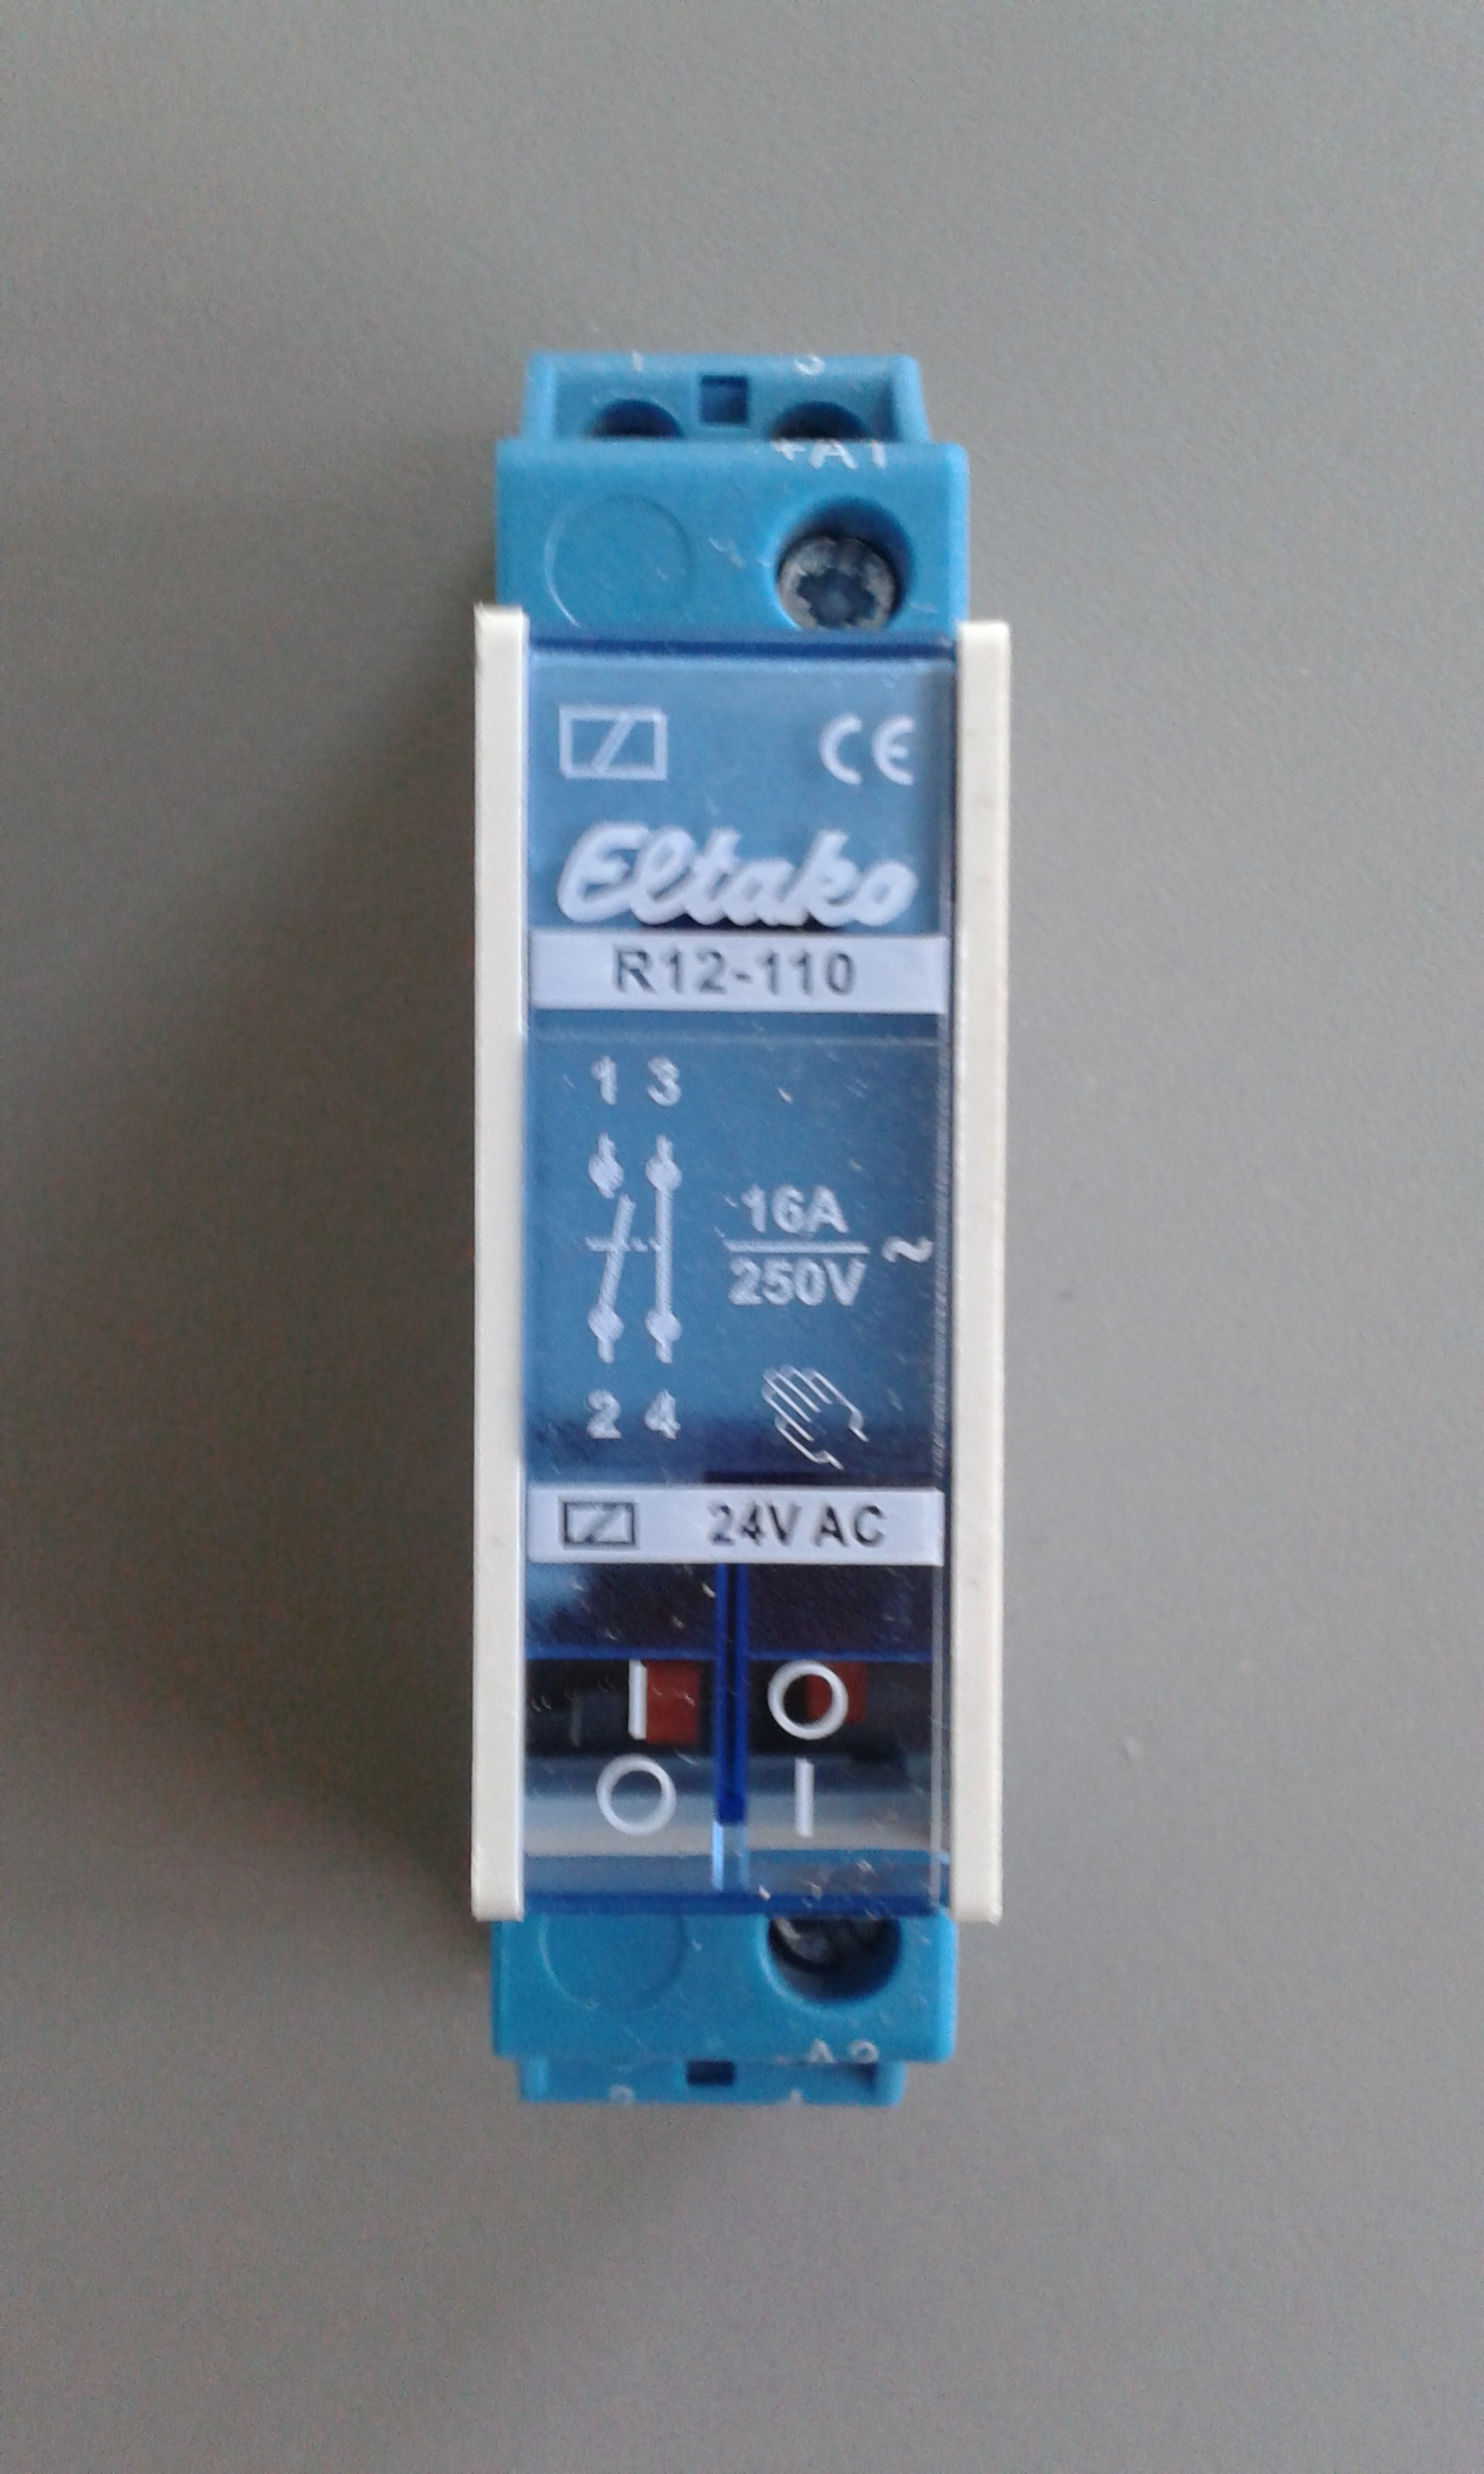 1 3
+A1
CE
Eltako
R12-110
1 3
16A
250V ~
2 4
24V AC
I O
O I
A2